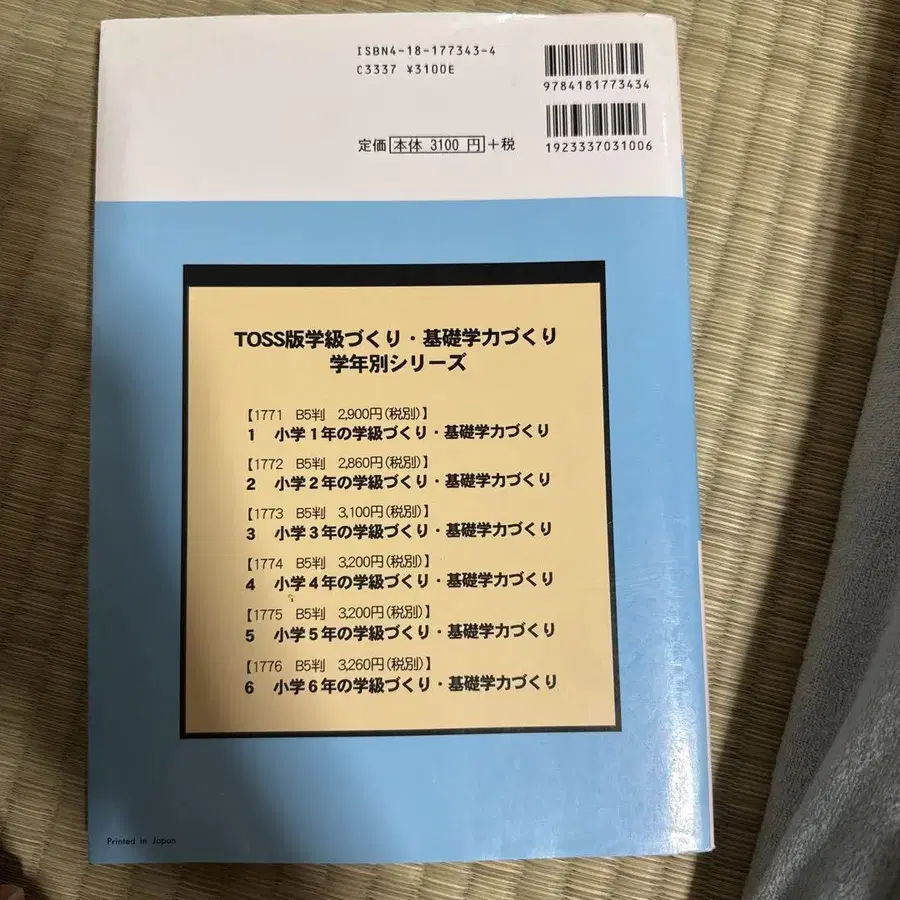 ISBN4-18-177343-4
C3337 ¥3100E
9784181773434
定価 本体 3100 円 +税
1923337031006
TOSS版学級づくり・基礎学力づくり
学年別シリーズ
【1771 B5判 2,900円(税別)】
1 小学1年の学級づくり・基礎学力づくり
【1772 B5判 2,860円(税別)】
2 小学2年の学級づくり・基礎学力づくり
【1773 B5判 3,100円(税別)】
3 小学3年の学級づくり・基礎学力づくり
【1774 B5判 3,200円(税別)】
4 小学4年の学級づくり・基礎学力づくり
【1775 B5判 3,200円(税別)】
5 小学5年の学級づくり・基礎学力づくり
【1776 B5判 3,260円(税別)】
6 小学6年の学級づくり・基礎学力づくり
Printed in Japan